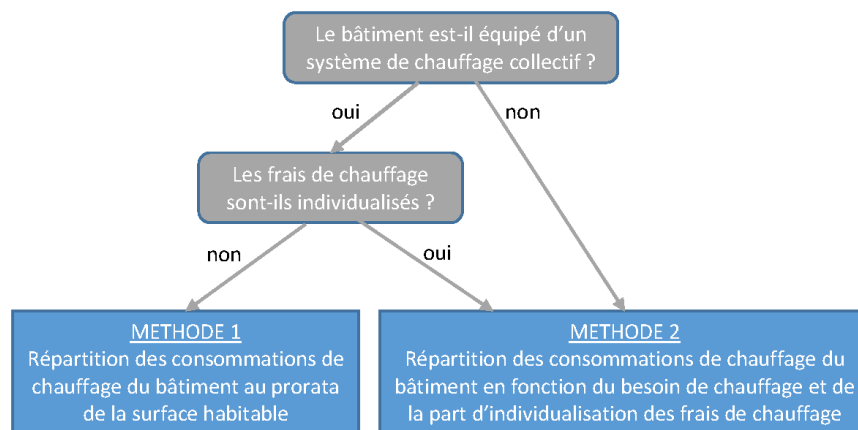 Le bâtiment est-il équipé d'un
système de chauffage collectif ?
oui
non
Les frais de chauffage
sont-ils individualisés ?
non
oui
METHODE 1
Répartition des consommations de
chauffage du bâtiment au prorata
de la surface habitable
METHODE 2
Répartition des consommations de chauffage du
bâtiment en fonction du besoin de chauffage et de
la part d'individualisation des frais de chauffage